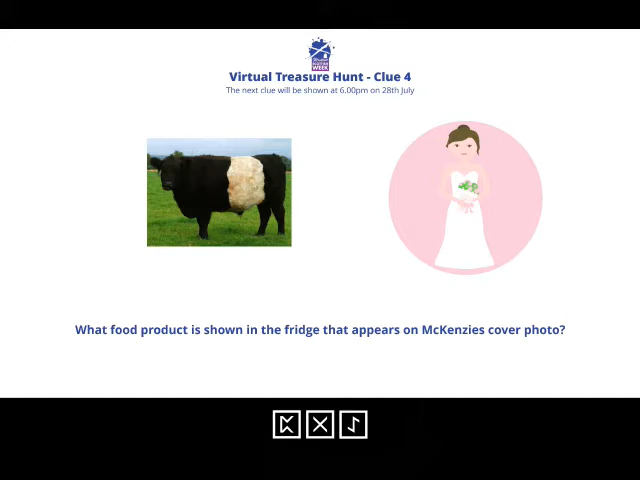 WEEK
Virtual Treasure Hunt - Clue 4
The next clue will be shown at 6.00pm on 28th July
What food product is shown in the fridge that appears on McKenzies cover photo?